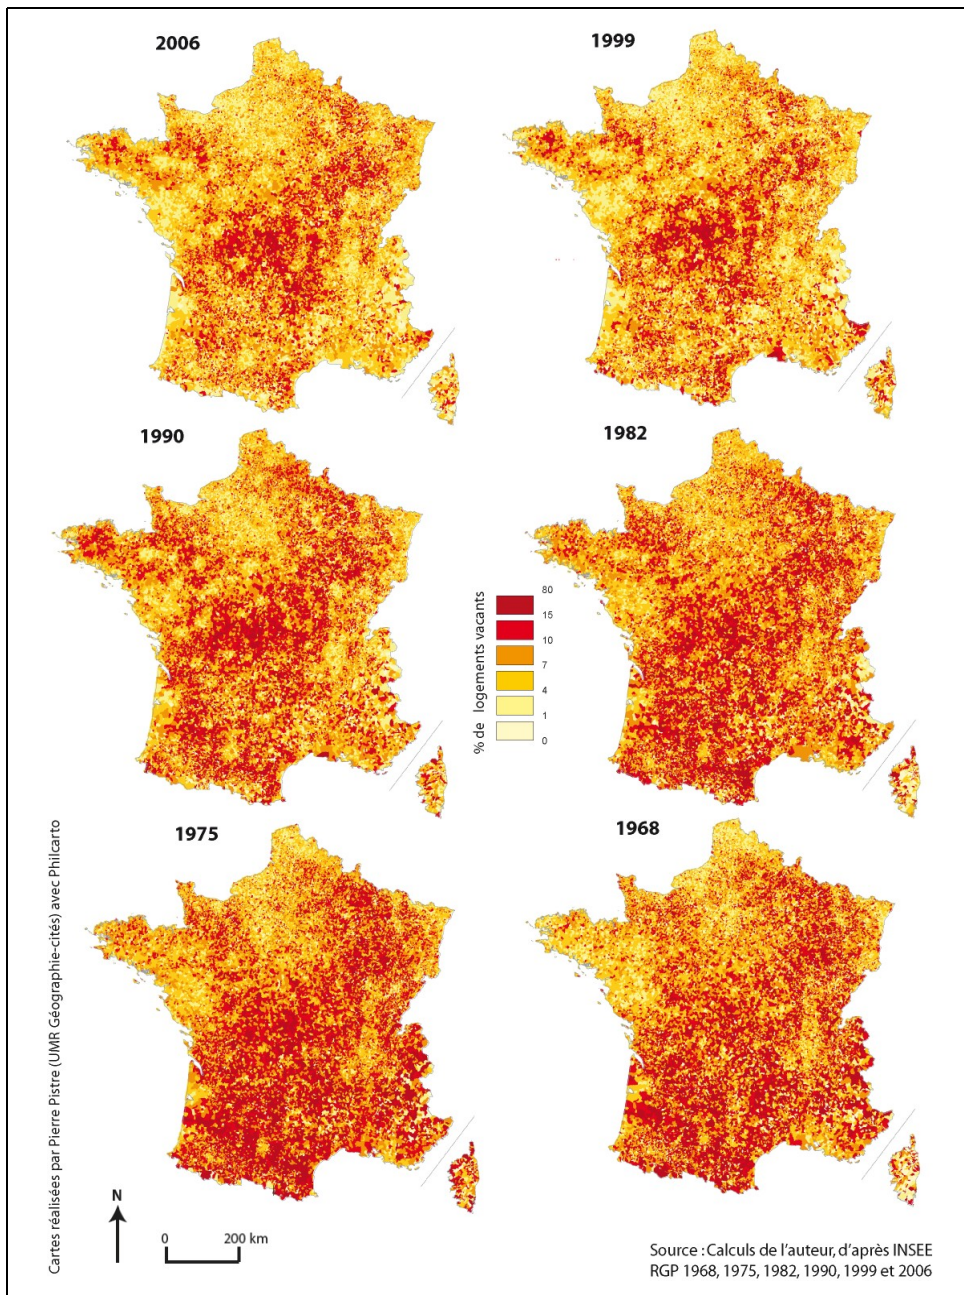 2006
1999
1990
1982
% de logements vacants
80
15
10
7
4
1
0
1975
1968
Cartes réalisées par Pierre Pistre (UMR Géographie-cités) avec Philcarto
N
0 200 km
Source : Calculs de l'auteur, d'après INSEE
RGP 1968, 1975, 1982, 1990, 1999 et 2006